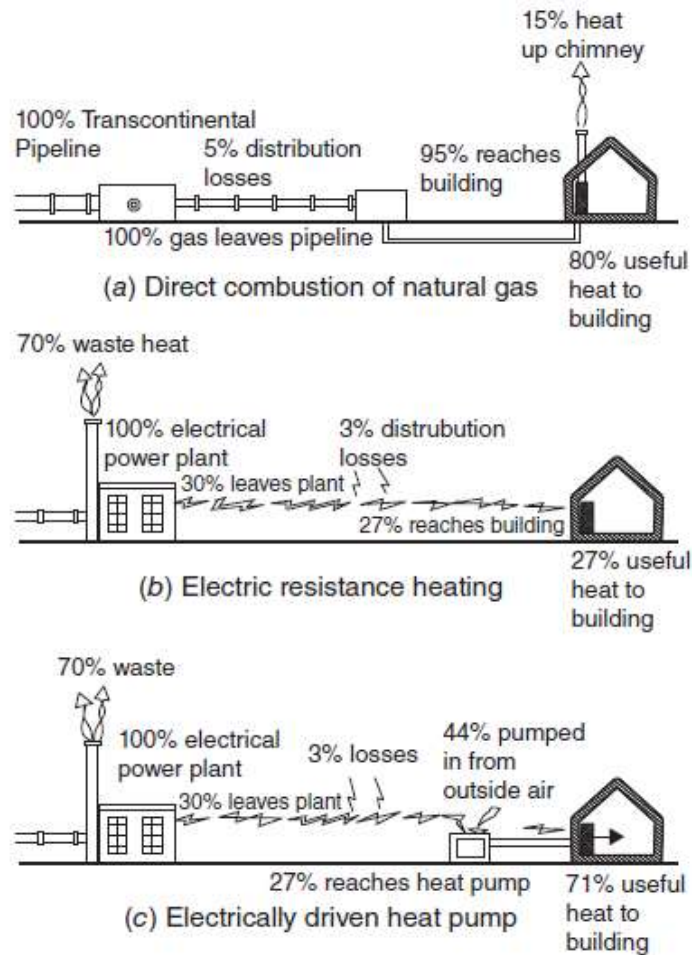 15% heat
up chimney
100% Transcontinental
Pipeline
5% distribution
losses
95% reaches
building
100% gas leaves pipeline
80% useful
heat to
building
(a) Direct combustion of natural gas
70% waste heat
100% electrical
power plant
3% distrubution
losses
30% leaves plant
27% reaches building
27% useful
heat to
building
(b) Electric resistance heating
70% waste
100% electrical
power plant
3% losses
44% pumped
in from
outside air
30% leaves plant
27% reaches heat pump
71% useful
heat to
building
(c) Electrically driven heat pump